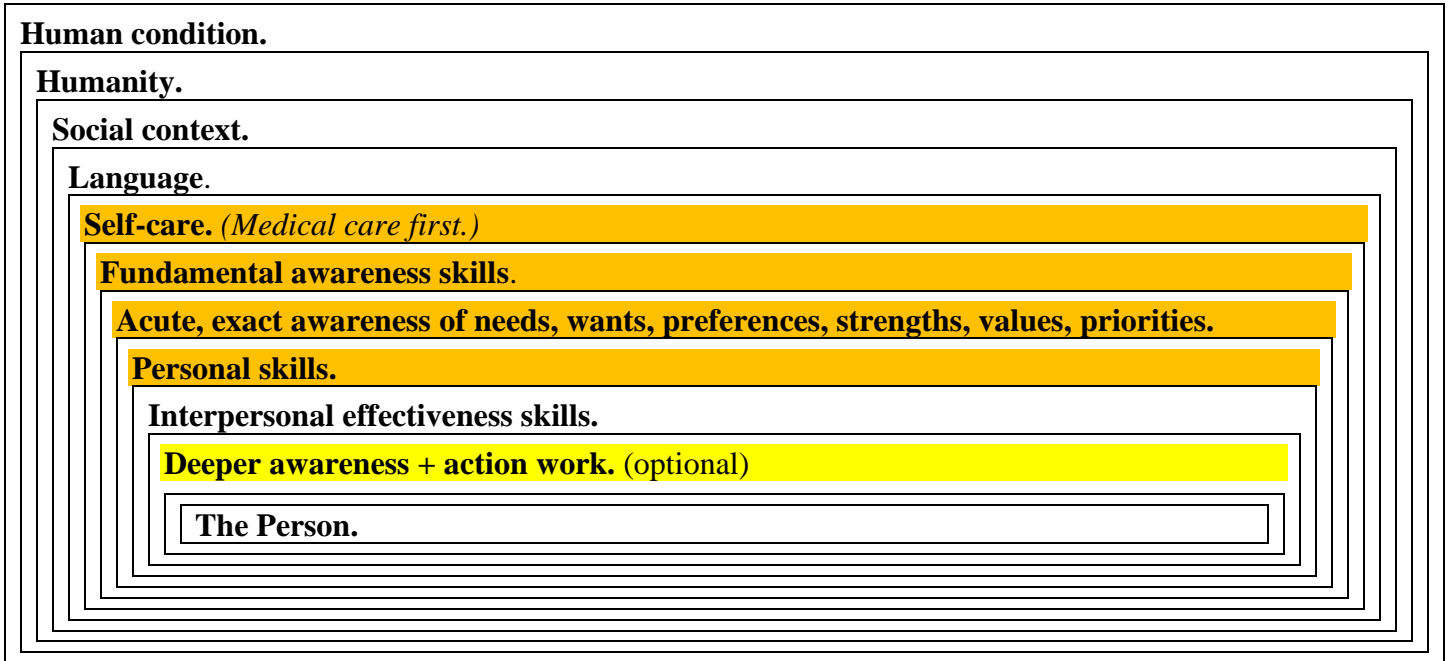 Human condition.
Humanity.
Social context.
Language.
Self-care. (Medical care first.)
Fundamental awareness skills.
Acute, exact awareness of needs, wants, preferences, strengths, values, priorities.
Personal skills.
Interpersonal effectiveness skills.
Deeper awareness + action work. (optional)
The Person.